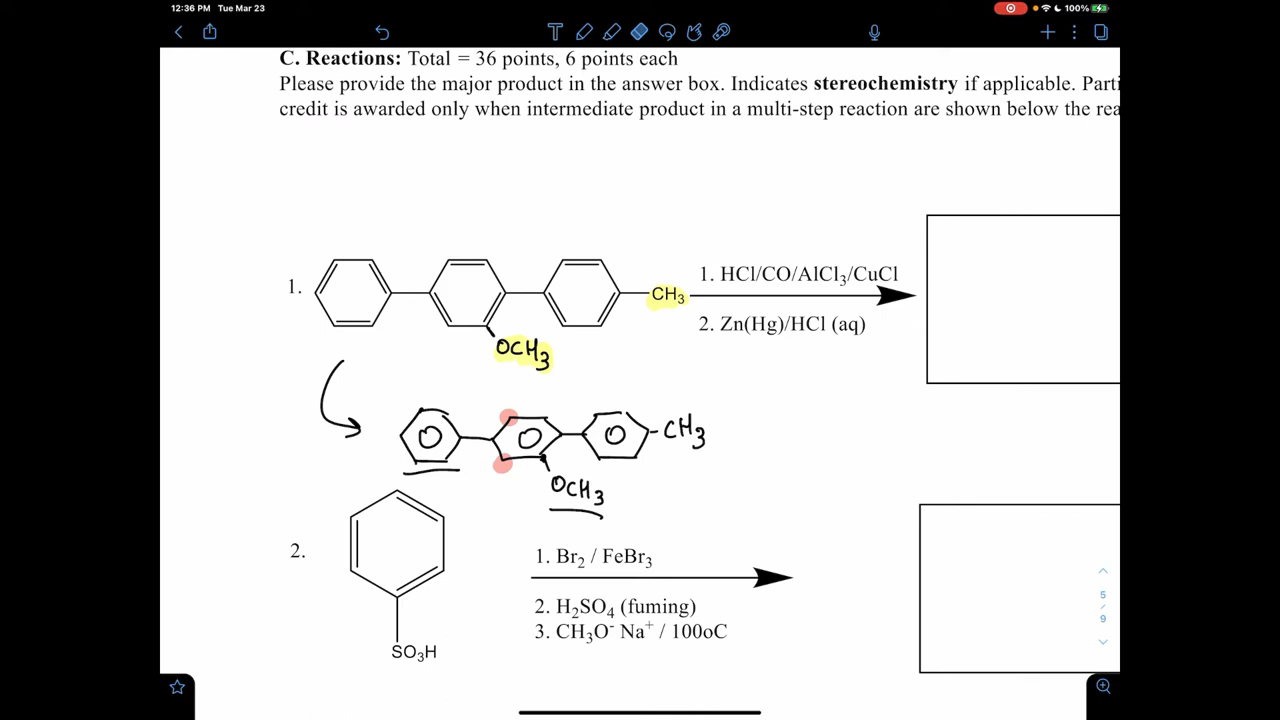 12:36 PM Tue Mar 23
100%
C. Reactions: Total = 36 points, 6 points each
Please provide the major product in the answer box. Indicates stereochemistry if applicable. Parti
credit is awarded only when intermediate product in a multi-step reaction are shown below the rea
1.
CH3
OCH3
1. HCl/CO/AlCl3/CuCl
2. Zn(Hg)/HCl (aq)
CH3
OCH3
2.
SO3H
1. Br2 / FeBr3
2. H2SO4 (fuming)
3. CH3O- Na+ / 100oC
5
/
9